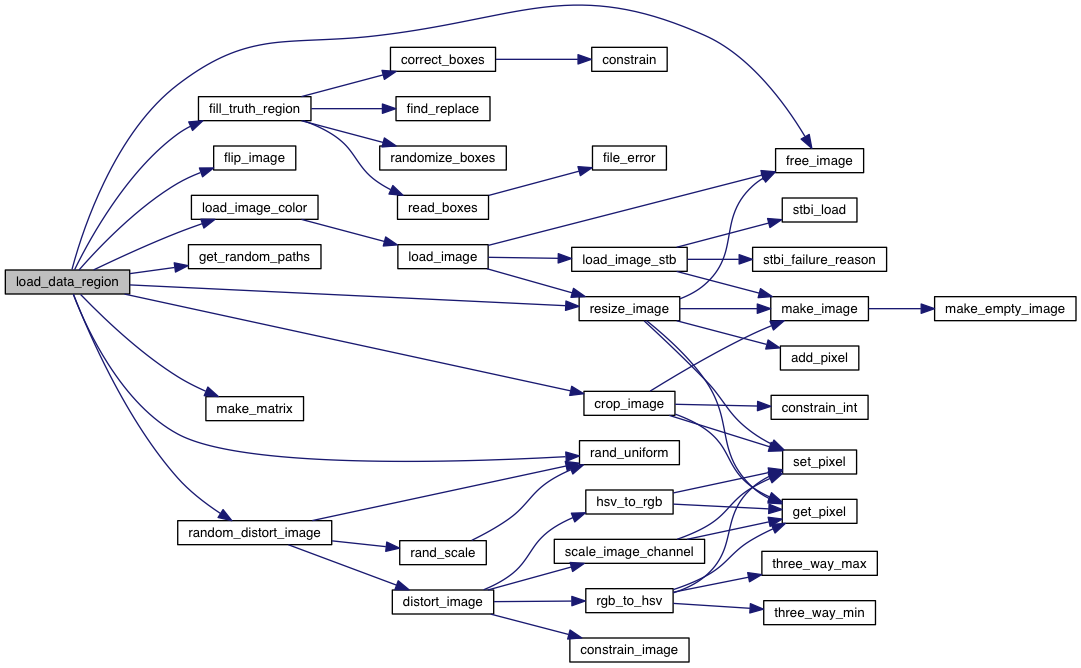 correct_boxes
constrain
fill_truth_region
find_replace
flip_image
randomize_boxes
file_error
free_image
load_image_color
read_boxes
stbi_load
get_random_paths
load_image
load_image_stb
stbi_failure_reason
load_data_region
resize_image
make_image
make_empty_image
add_pixel
make_matrix
crop_image
constrain_int
rand_uniform
set_pixel
hsv_to_rgb
get_pixel
random_distort_image
rand_scale
scale_image_channel
three_way_max
distort_image
rgb_to_hsv
three_way_min
constrain_image